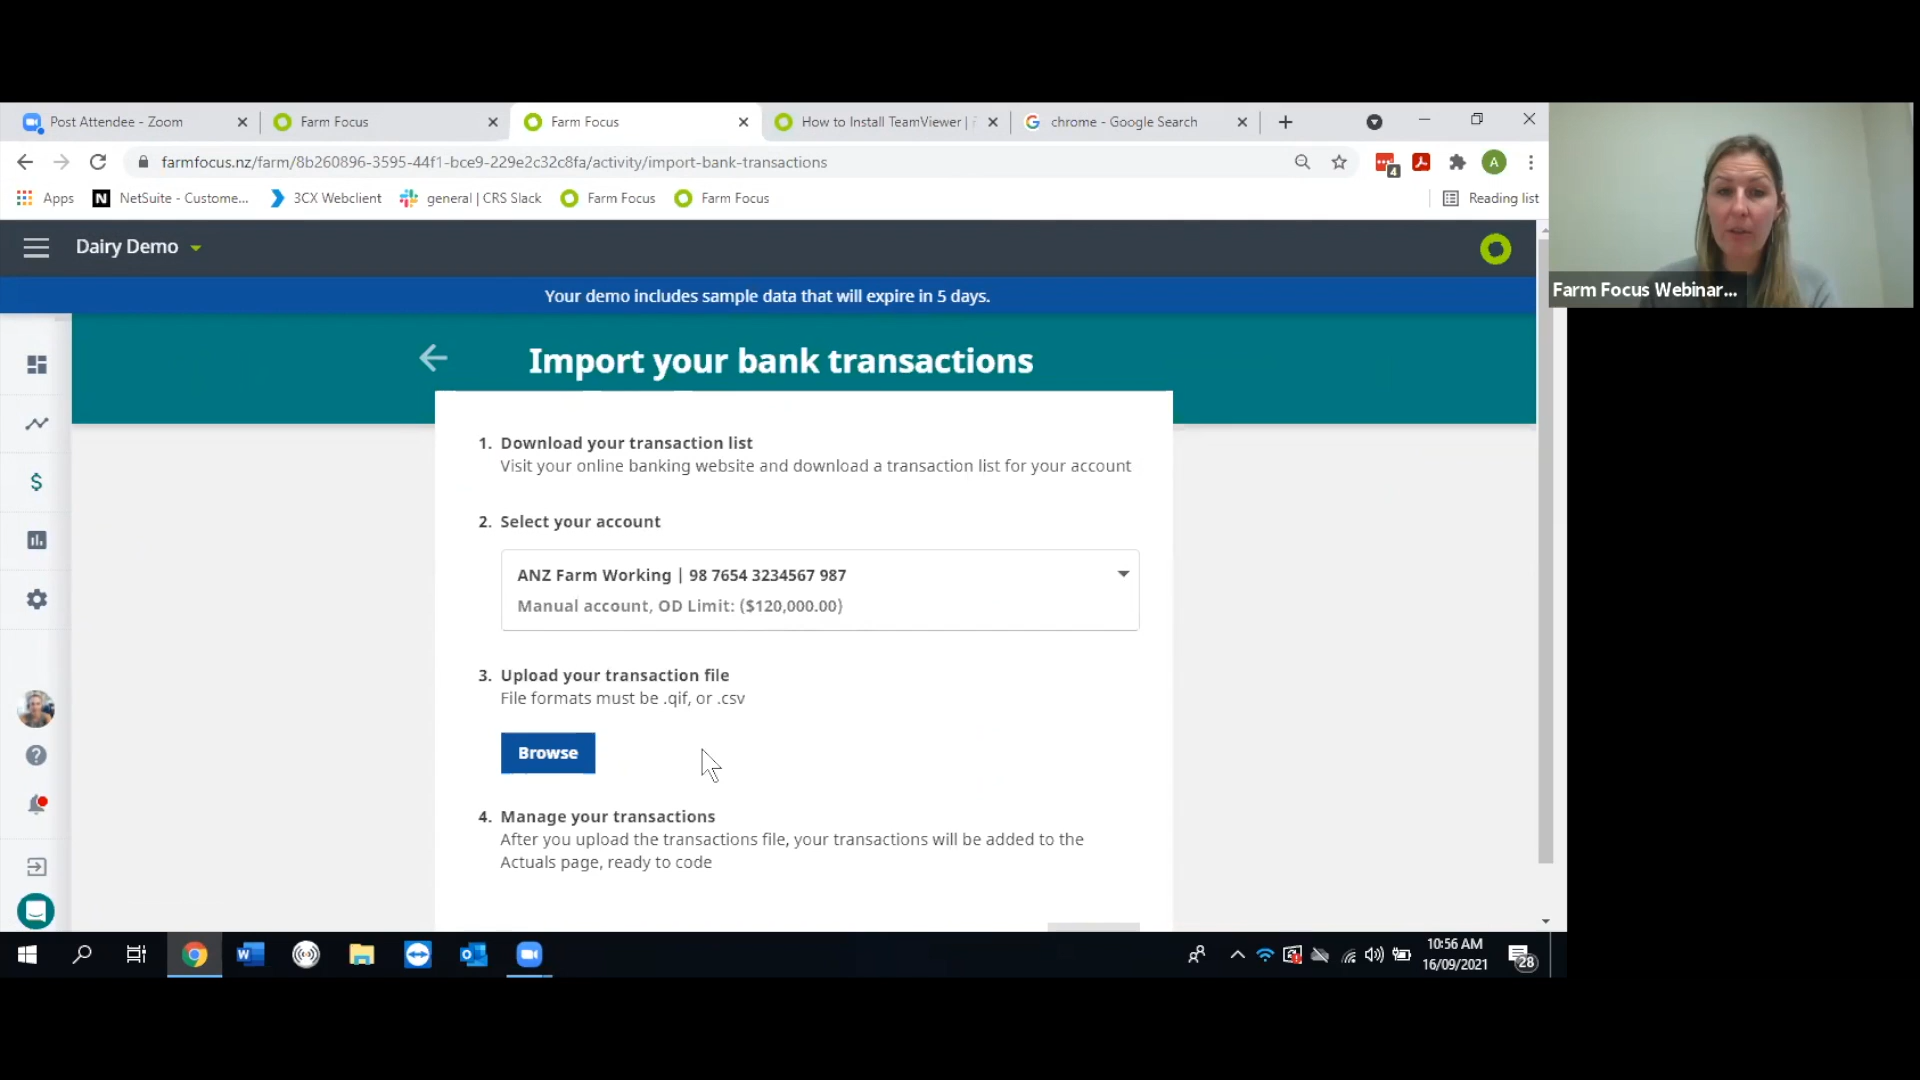 Post Attendee - Zoom
Farm Focus
Farm Focus
How to Install TeamViewer |
chrome - Google Search
farmfocus.nz/farm/8b260896-3595-44f1-bce9-229e2c32c8fa/activity/import-bank-transactions
4
A
Apps
NetSuite - Custome...
3CX Webclient
general | CRS Slack
Farm Focus
Farm Focus
Reading list
Dairy Demo
Your demo includes sample data that will expire in 5 days.
Farm Focus Webinar...
Import your bank transactions
1. Download your transaction list
Visit your online banking website and download a transaction list for your account
2. Select your account
ANZ Farm Working | 98 7654 3234567 987
Manual account, OD Limit: ($120,000.00)
3. Upload your transaction file
File formats must be .qif, or .csv
Browse
4. Manage your transactions
After you upload the transactions file, your transactions will be added to the
Actuals page, ready to code
10:56 AM
16/09/2021
28